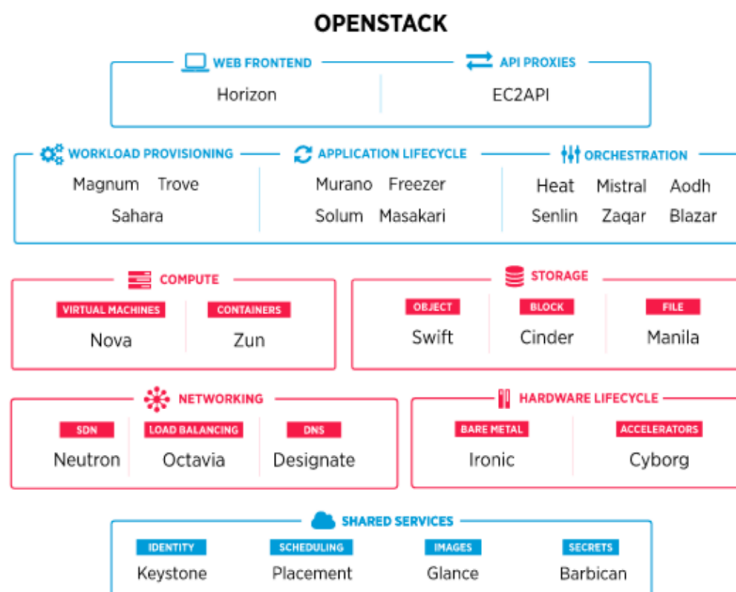 OPENSTACK
WEB FRONTEND
API PROXIES
Horizon
EC2API
WORKLOAD PROVISIONING
APPLICATION LIFECYCLE
ORCHESTRATION
Magnum Trove
Sahara
Murano Freezer
Solum Masakari
Heat Mistral Aodh
Senlin Zaqar Blazar
COMPUTE
STORAGE
VIRTUAL MACHINES
Nova
CONTAINERS
Zun
OBJECT
Swift
BLOCK
Cinder
FILE
Manila
NETWORKING
HARDWARE LIFECYCLE
SDN
Neutron
LOAD BALANCING
Octavia
DNS
Designate
BARE METAL
Ironic
ACCELERATORS
Cyborg
SHARED SERVICES
IDENTITY
Keystone
SCHEDULING
Placement
IMAGES
Glance
SECRETS
Barbican